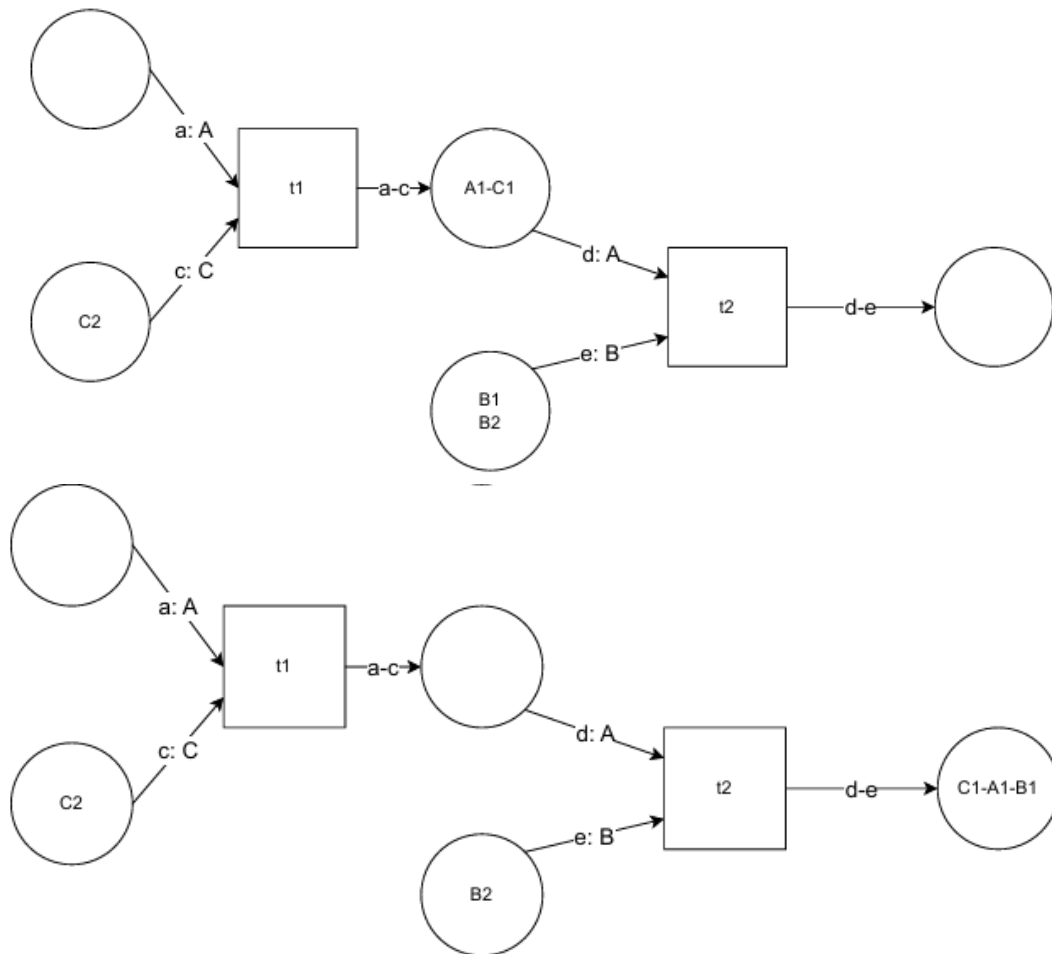 a: A
t1
a-c
A1-C1
c: C
C2
d: A
t2
d-e
e: B
B1
B2
a: A
t1
a-c
c: C
C2
d: A
t2
d-e
C1-A1-B1
e: B
B2